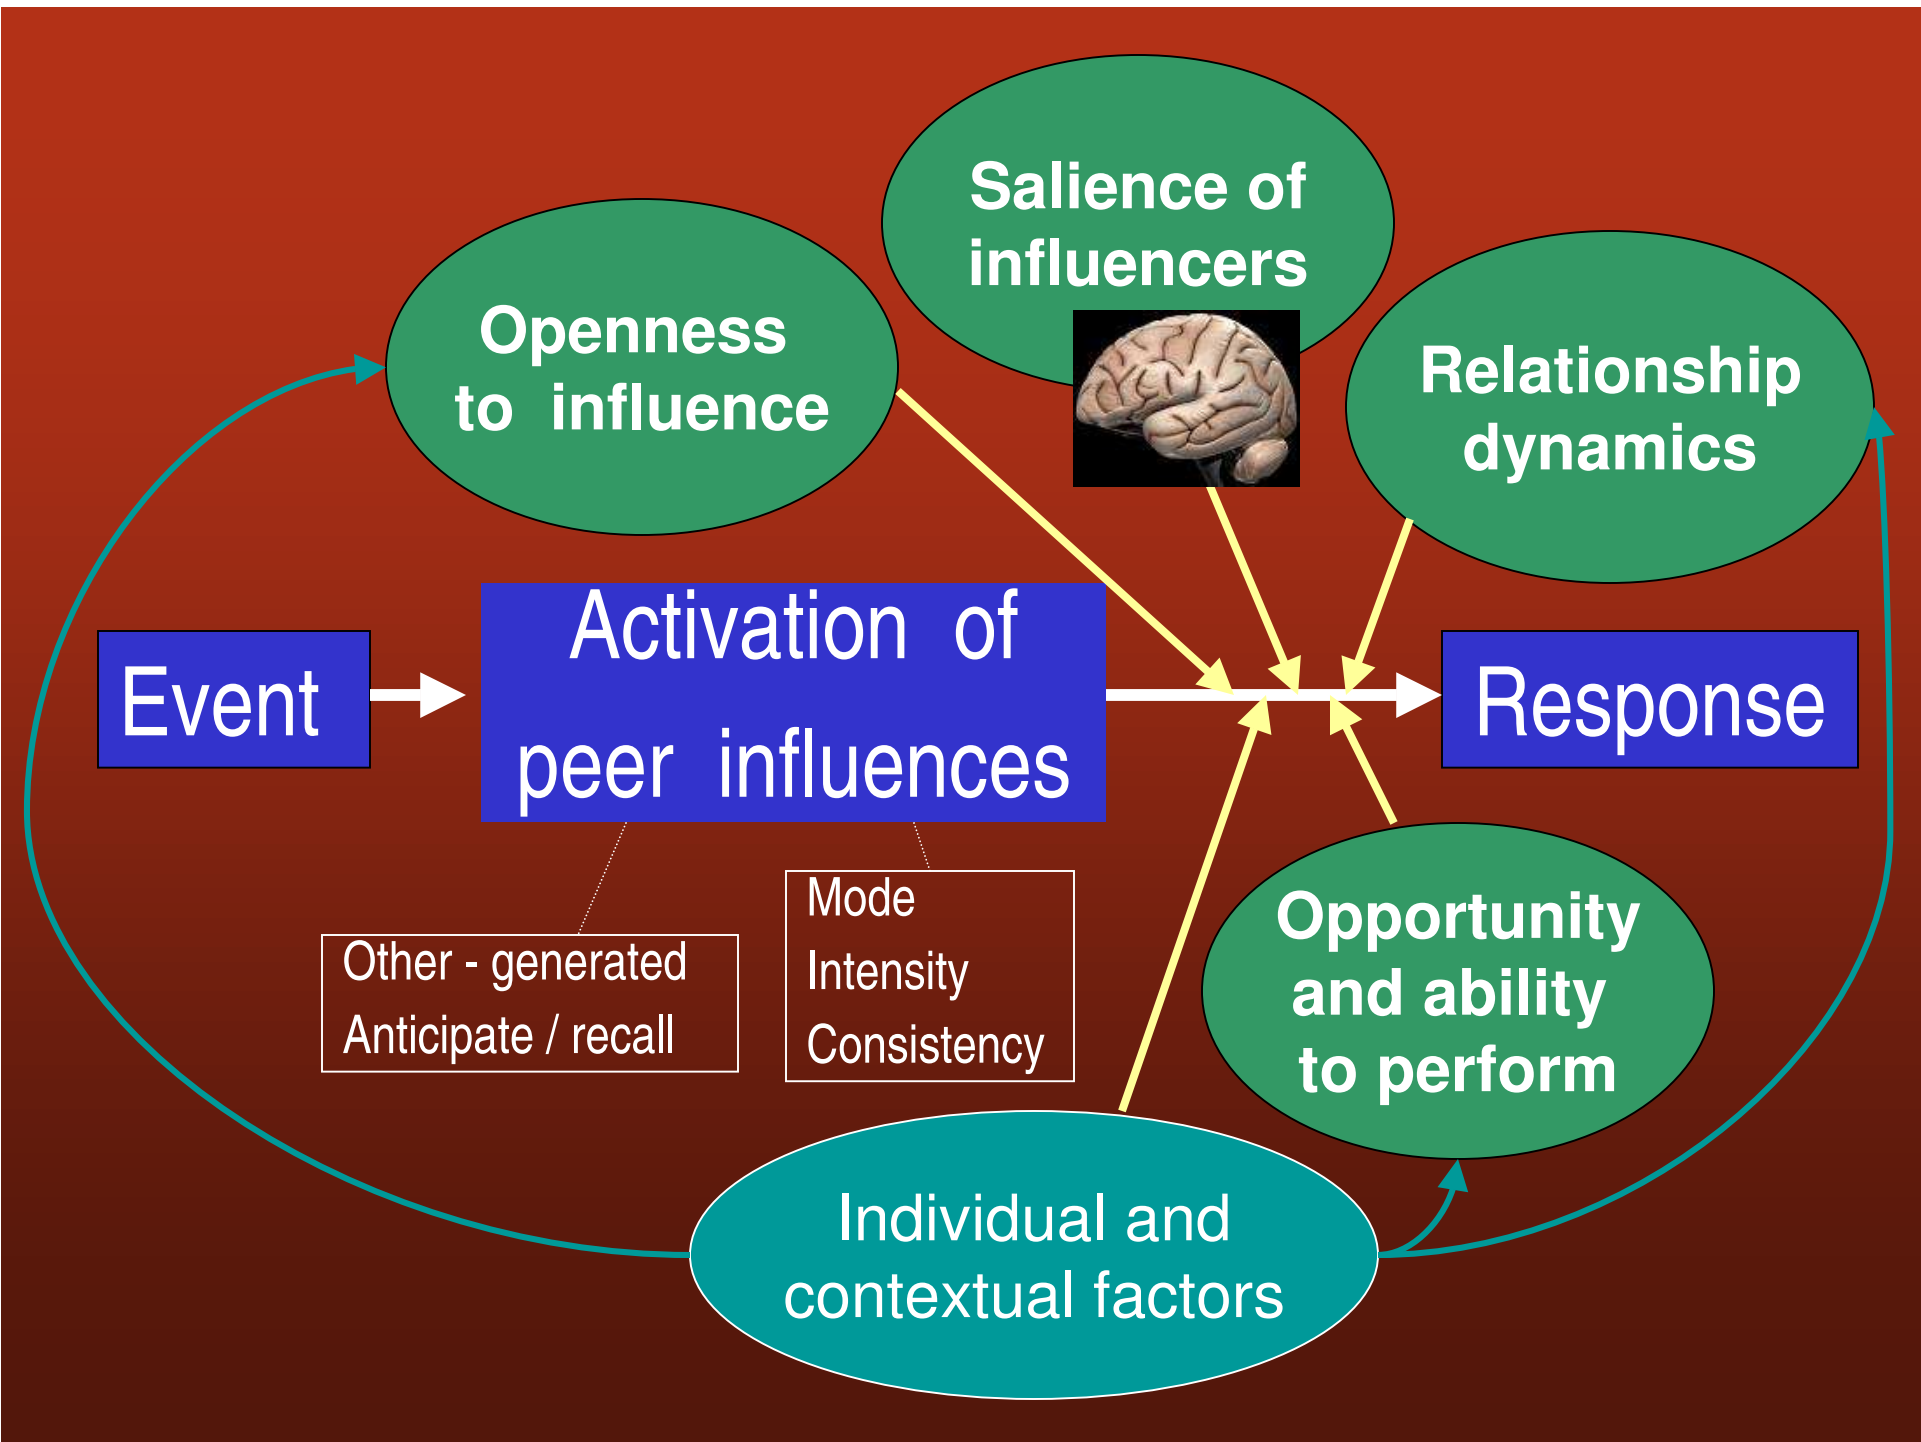 Salience of
influencers
Openness
to influence
Relationship
dynamics
Activation of
peer influences
Event
Response
Other - generated
Anticipate / recall
Mode
Intensity
Consistency
Opportunity
and ability
to perform
Individual and
contextual factors